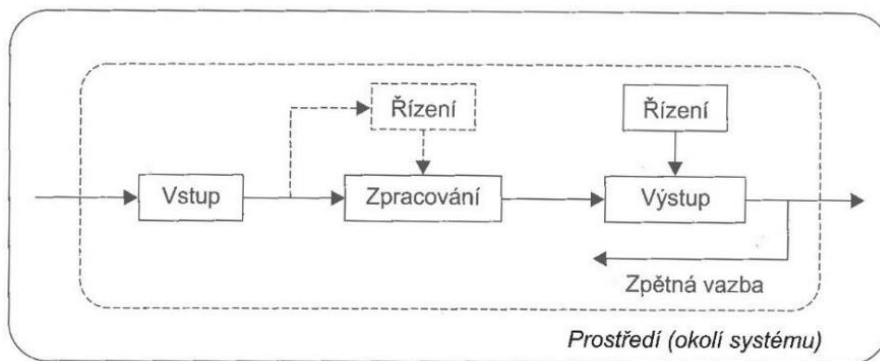 Řízení
Řízení
Vstup
Zpracování
Výstup
Zpětná vazba
Prostředí (okolí systému)